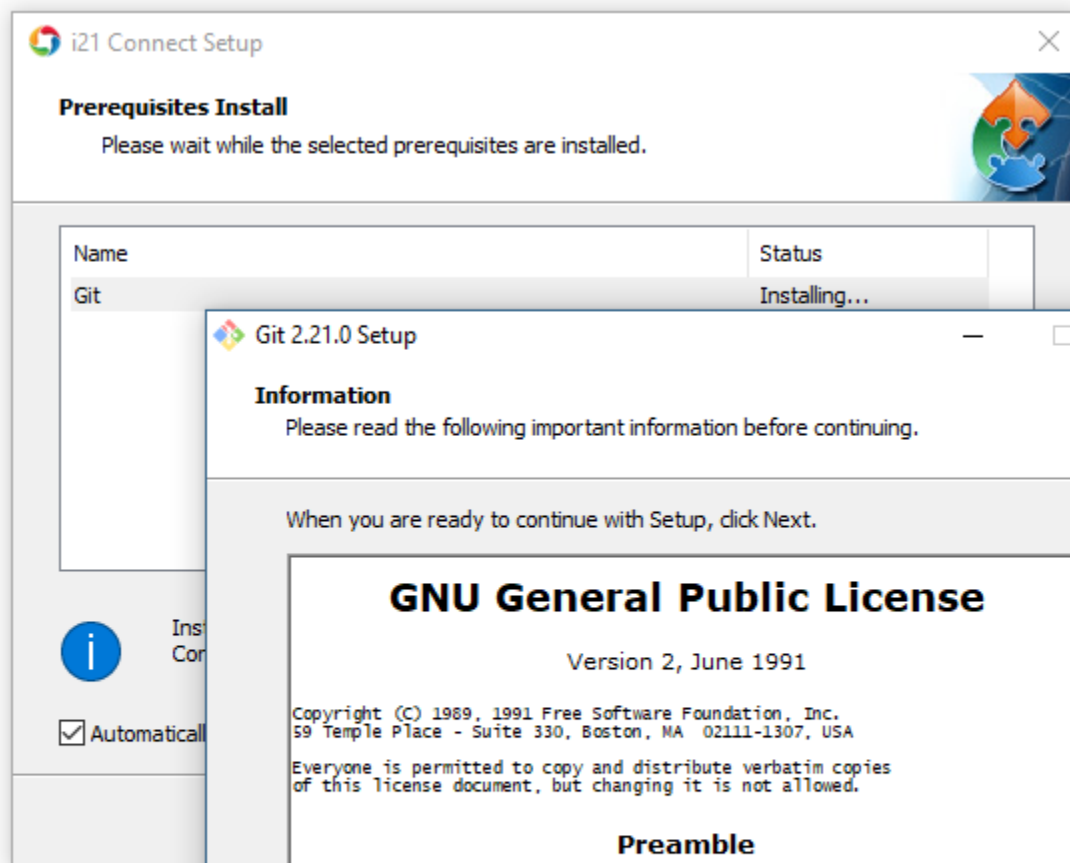 i21 Connect Setup
Prerequisites Install
Please wait while the selected prerequisites are installed.
Name Status
Git Installing...
Git 2.21.0 Setup
Information
Please read the following important information before continuing.
When you are ready to continue with Setup, click Next.
GNU General Public License
Version 2, June 1991
Copyright (C) 1989, 1991 Free Software Foundation, Inc.
59 Temple Place - Suite 330, Boston, MA 02111-1307, USA
Everyone is permitted to copy and distribute verbatim copies
of this license document, but changing it is not allowed.
Preamble